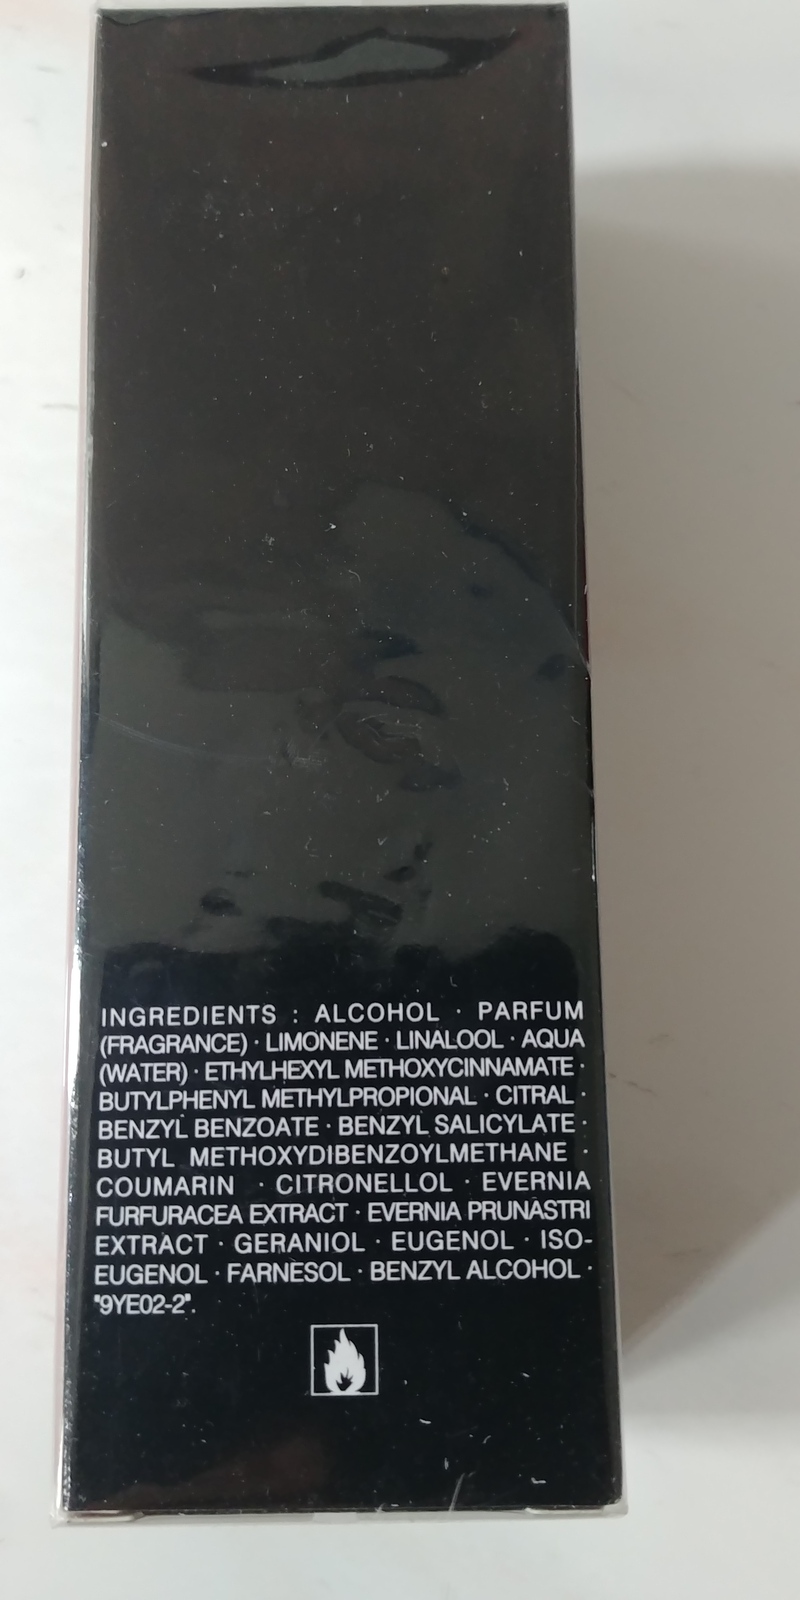 INGREDIENTS : ALCOHOL · PARFUM
(FRAGRANCE) · LIMONENE · LINALOOL · AQUA
(WATER) · ETHYLHEXYL METHOXYCINNAMATE ·
BUTYLPHENYL METHYLPROPIONAL · CITRAL ·
BENZYL BENZOATE · BENZYL SALICYLATE ·
BUTYL METHOXYDIBENZOYLMETHANE ·
COUMARIN · CITRONELLOL · EVERNIA
FURFURACEA EXTRACT · EVERNIA PRUNASTRI
EXTRACT · GERANIOL · EUGENOL · ISO-
EUGENOL · FARNESOL · BENZYL ALCOHOL ·
"9YE02-2".